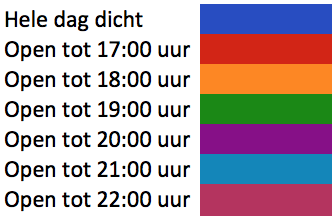 Hele dag dicht
Open tot 17:00 uur
Open tot 18:00 uur
Open tot 19:00 uur
Open tot 20:00 uur
Open tot 21:00 uur
Open tot 22:00 uur